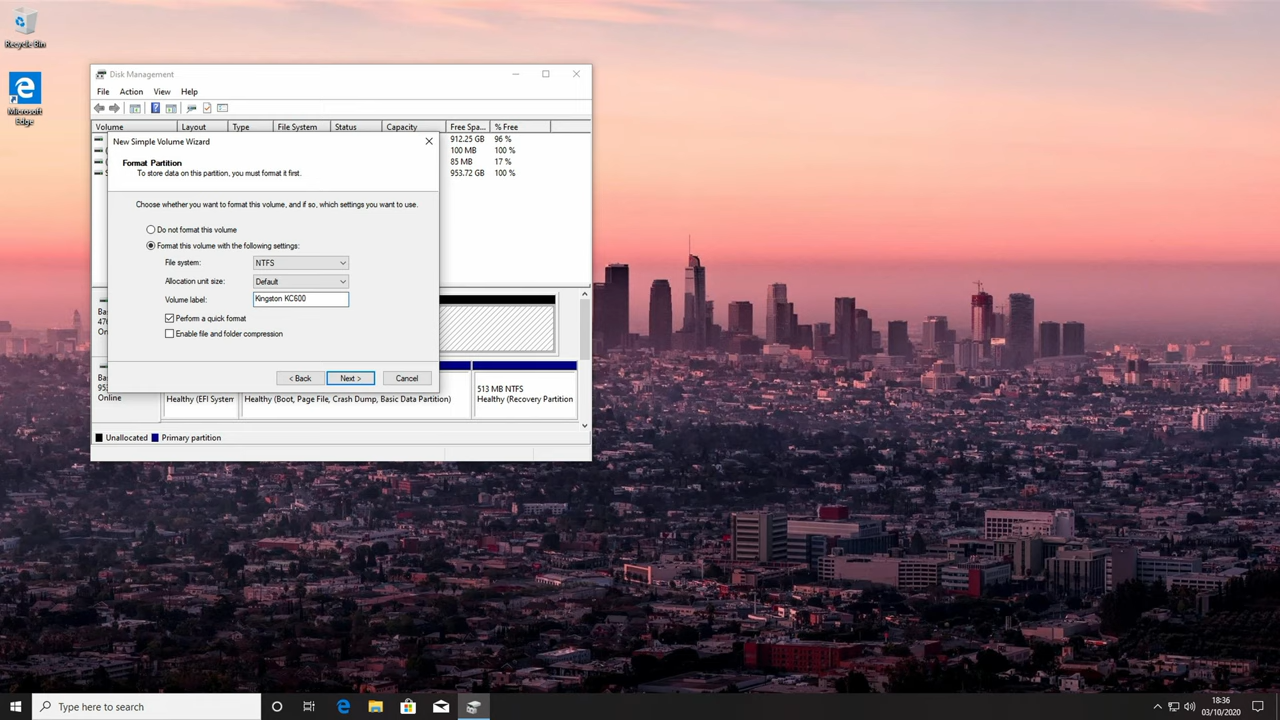 Recycle Bin
Microsoft
Edge
Disk Management
File Action View Help
Volume Layout Type File System Status Capacity Free Spa... % Free
912.25 GB 96 %
100 MB 100 %
85 MB 17 %
953.72 GB 100 %
New Simple Volume Wizard
Format Partition
To store data on this partition, you must format it first.
Choose whether you want to format this volume, and if so, which settings you want to use.
Do not format this volume
Format this volume with the following settings:
File system: NTFS
Allocation unit size: Default
Volume label: Kingston KC600
Perform a quick format
Enable file and folder compression
< Back Next > Cancel
Online
513 MB NTFS
Healthy (EFI System Healthy (Boot, Page File, Crash Dump, Basic Data Partition) Healthy (Recovery Partition
Unallocated Primary partition
Type here to search
18:36
03/10/2020